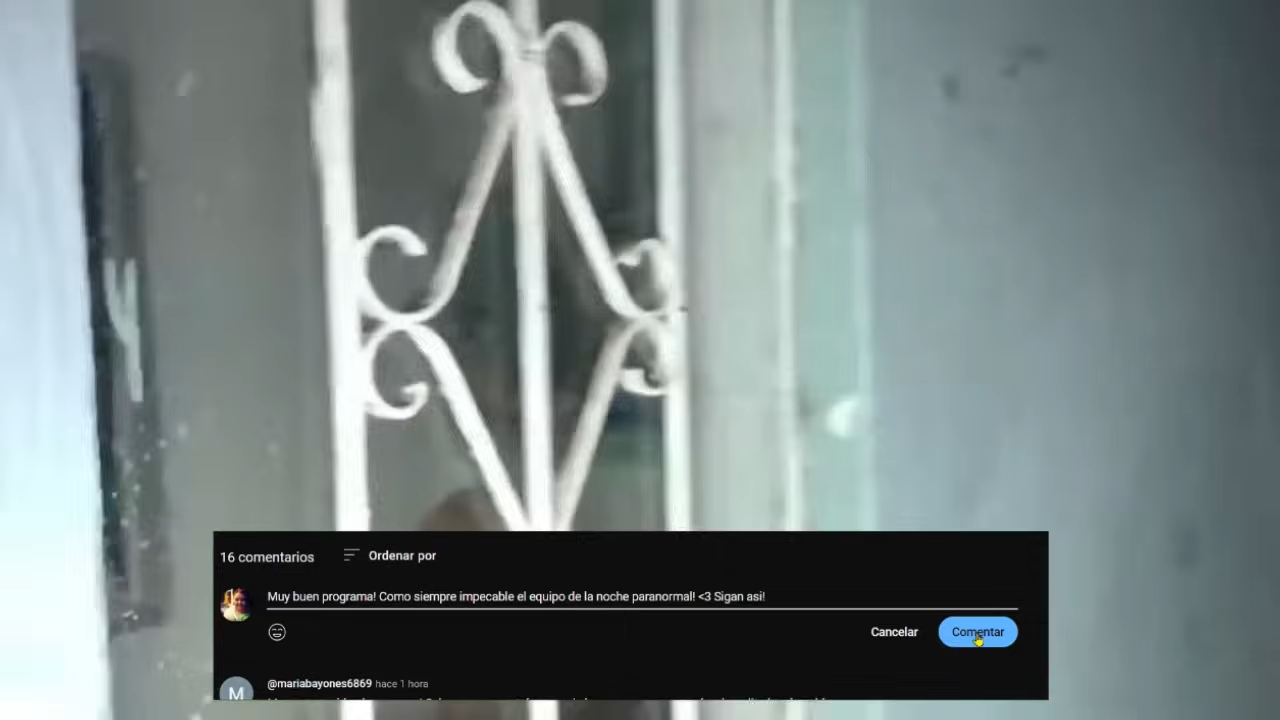 16 comentarios
Ordenar por
Muy buen programa! Como siempre impecable el equipo de la noche paranormal! <3 Sigan asi!
Cancelar
Comentar
M
@mariabayones6869 hace 1 hora